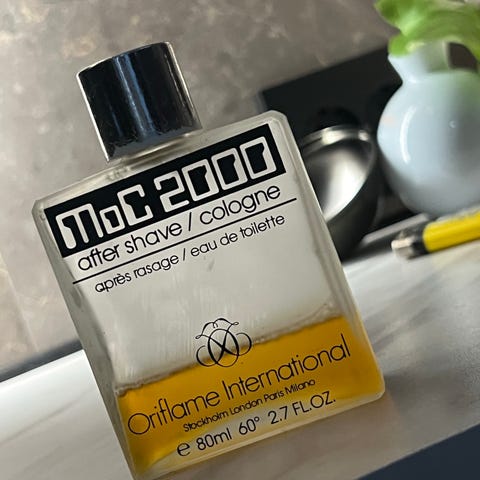 MoC 2000
after shave / cologne
après rasage / eau de toilette
Oriflame International
Stockholm London Paris Milano
e 80ml 60° 2.7 FL.OZ.